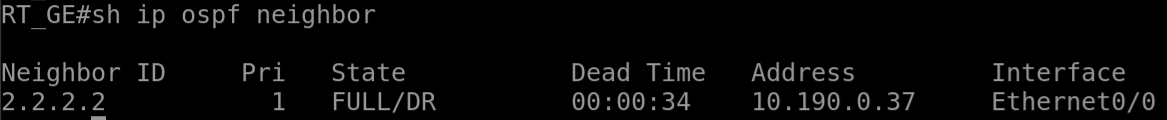 RT_GE#sh ip ospf neighbor
Neighbor ID     Pri   State           Dead Time   Address         Interface
2.2.2.2           1   FULL/DR         00:00:34    10.190.0.37     Ethernet0/0